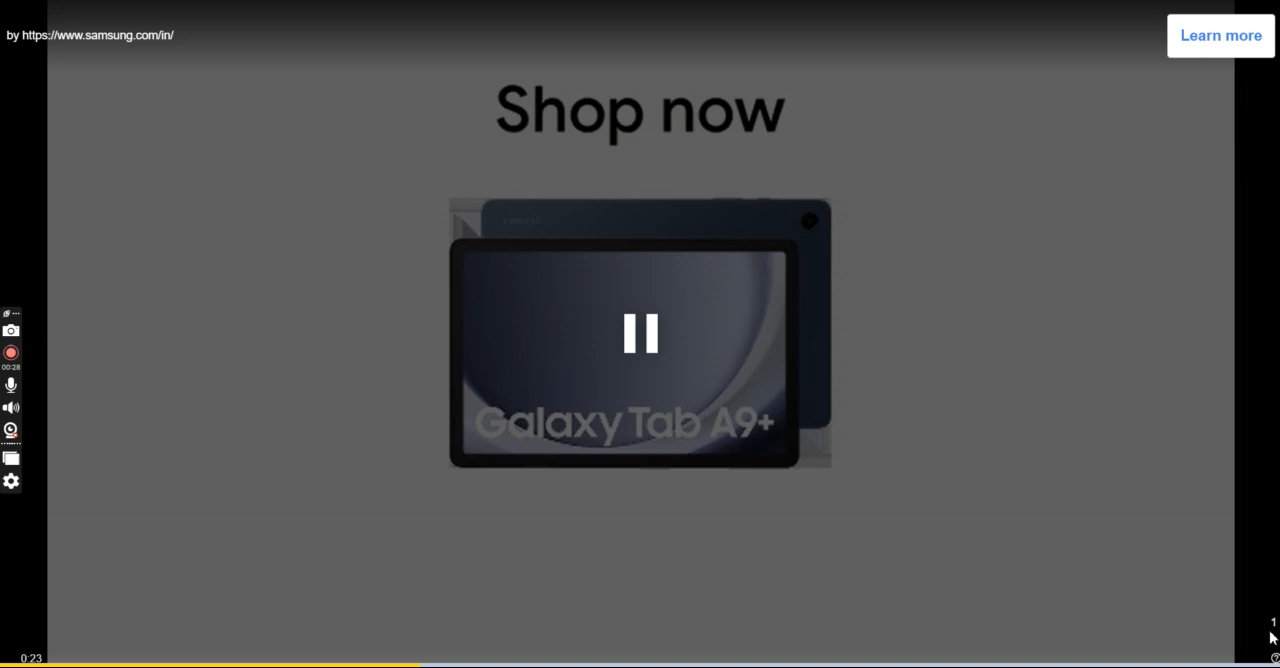 by https://www.samsung.com/in/
Learn more
Shop now
Galaxy Tab A9+
00:28
1
0:23